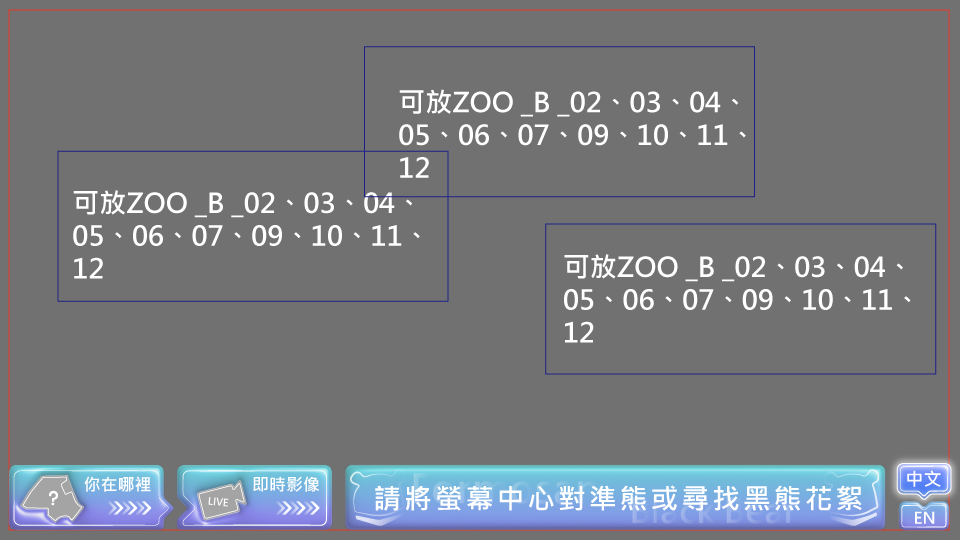 可放ZOO _B _02、03、04、
05、06、07、09、10、11、
12
可放ZOO _B _02、03、04、
05、06、07、09、10、11、
12
可放ZOO _B _02、03、04、
05、06、07、09、10、11、
12
你在哪裡
?
即時影像
LIVE
請將螢幕中心對準熊或尋找黑熊花絮
Black Bear
中文
EN